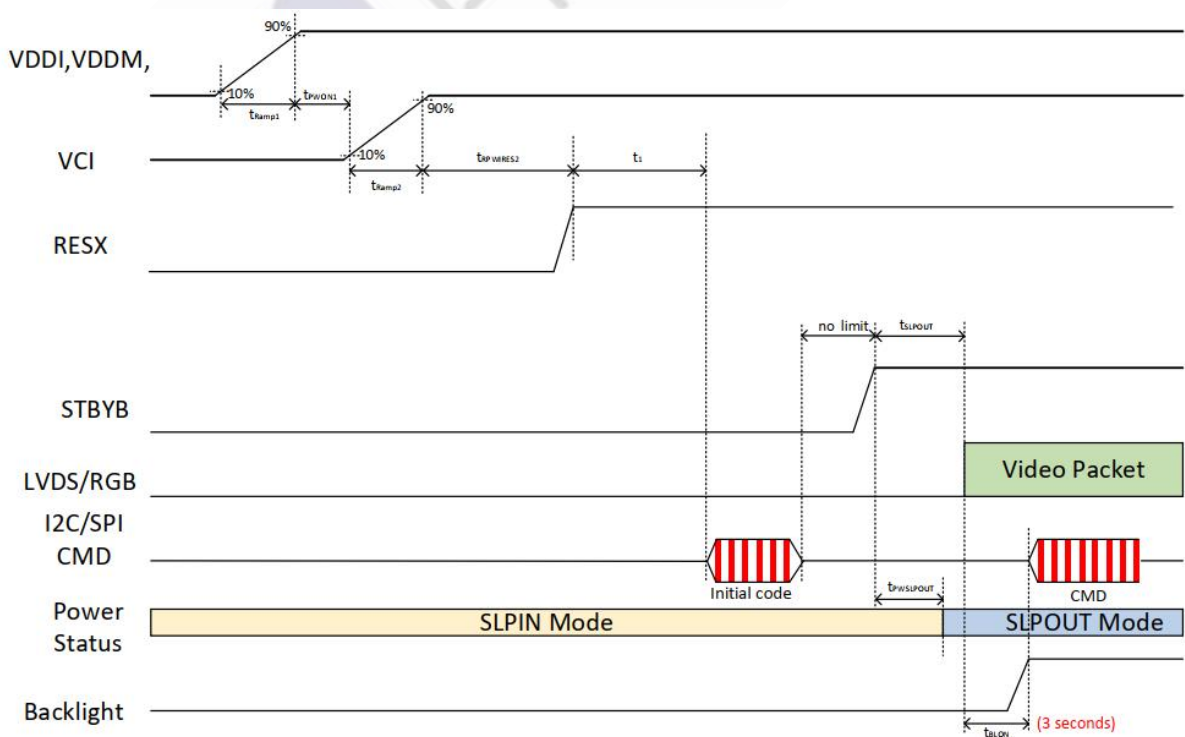 90%
VDDI,VDDM,
10%
tPWON1
tRamp1
90%
VCI
10%
tRPWIRES2
t1
tRamp2
RESX
no limit
tSLPOUT
STBYB
Video Packet
LVDS/RGB
I2C/SPI
CMD
Initial code
tPWSLPOUT
CMD
Power
Status
SLPIN Mode
SLPOUT Mode
Backlight
tBLON
(3 seconds)